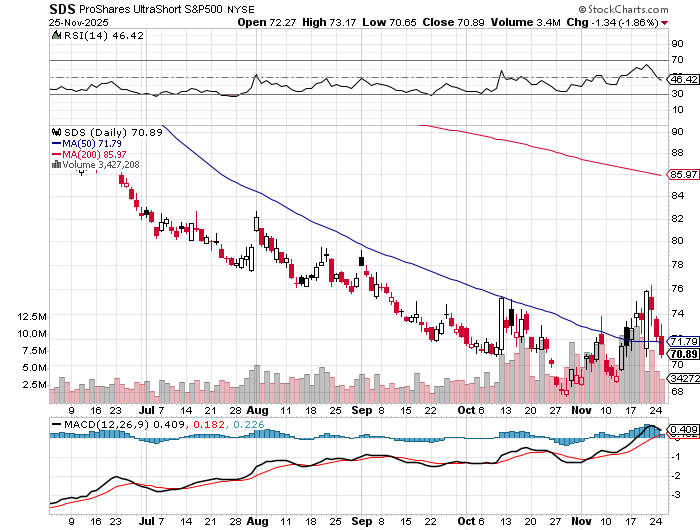 SDS ProShares UltraShort S&P500 NYSE © StockCharts.com
25-Nov-2025 Open 72.27 High 73.17 Low 70.65 Close 70.89 Volume 3.4M Chg -1.34 (-1.86%)
RSI(14) 46.42
90
70
46.42
30
10
SDS (Daily) 70.89
MA(50) 71.79
MA(200) 85.97
Volume 3,427,208
90
88
85.97
84
82
80
78
76
74
71.79
70.89
70
68
12.5M
10.0M
7.5M
5.0M
2.5M
34272
9 16 23 Jul 7 14 21 28 Aug 11 18 25 Sep 8 15 22 Oct 6 13 20 27 Nov 10 17 24
MACD(12,26,9) 0.409, 0.182, 0.226
0.409
-1
-2
-3
9 16 23 Jul 7 14 21 28 Aug 11 18 25 Sep 8 15 22 Oct 6 13 20 27 Nov 10 17 24